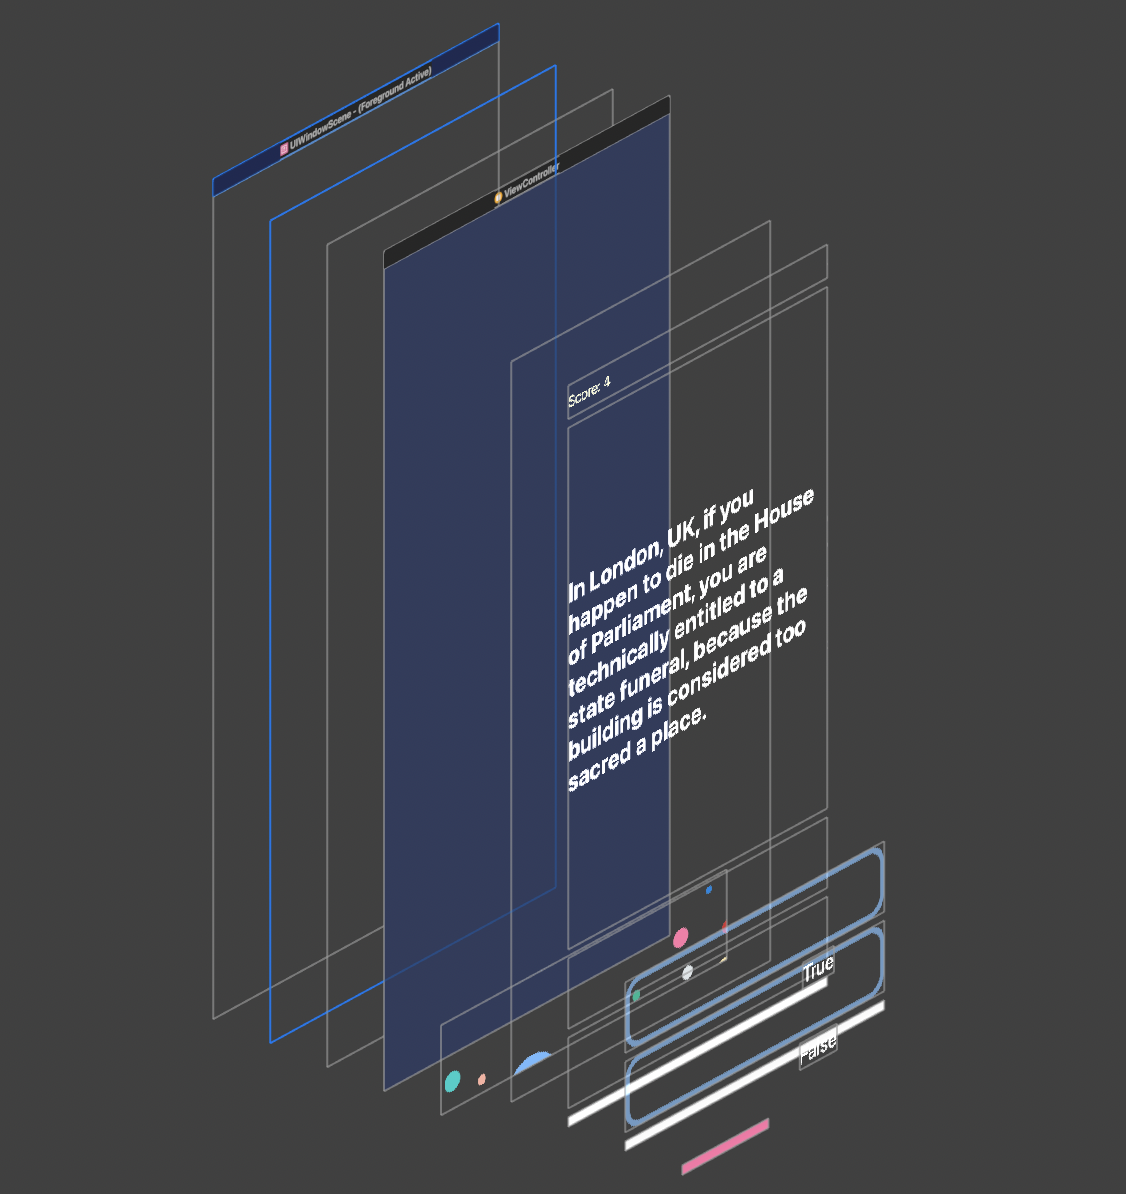 UIWindowScene - (Foreground Active)
ViewController
Score: 4
In London, UK, if you
happen to die in the House
of Parliament, you are
technically entitled to a
state funeral, because the
building is considered too
sacred a place.
True
False